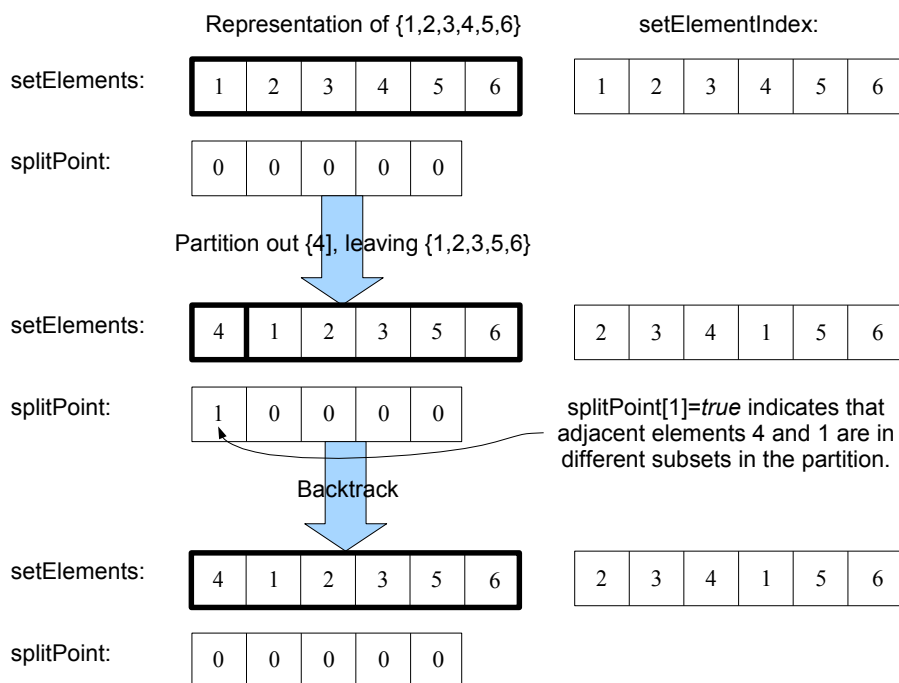 Representation of {1,2,3,4,5,6} setElementIndex:
setElements: 1 2 3 4 5 6 1 2 3 4 5 6
splitPoint: 0 0 0 0 0
Partition out {4], leaving {1,2,3,5,6}
setElements: 4 1 2 3 5 6 2 3 4 1 5 6
splitPoint: 1 0 0 0 0
splitPoint[1]=true indicates that
adjacent elements 4 and 1 are in
different subsets in the partition.
Backtrack
setElements: 4 1 2 3 5 6 2 3 4 1 5 6
splitPoint: 0 0 0 0 0